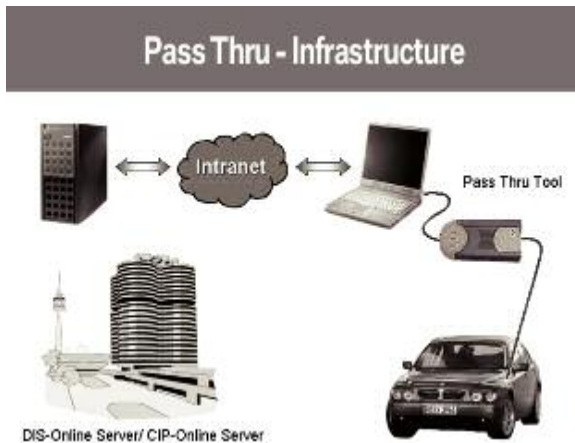 Pass Thru - Infrastructure
Intranet
Pass Thru Tool
DIS-Online Server/ CIP-Online Server